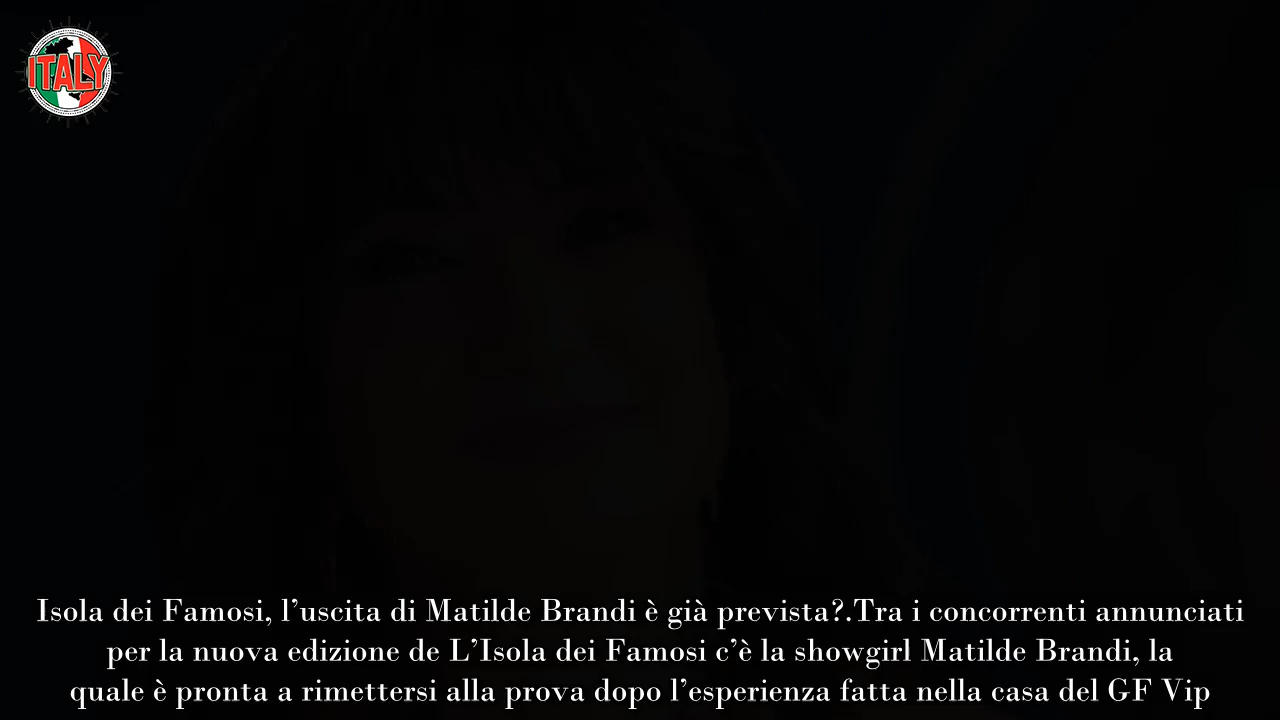 ITALY
Isola dei Famosi, l’uscita di Matilde Brandi è già prevista?.Tra i concorrenti annunciati
per la nuova edizione de L’Isola dei Famosi c’è la showgirl Matilde Brandi, la
quale è pronta a rimettersi alla prova dopo l’esperienza fatta nella casa del GF Vip